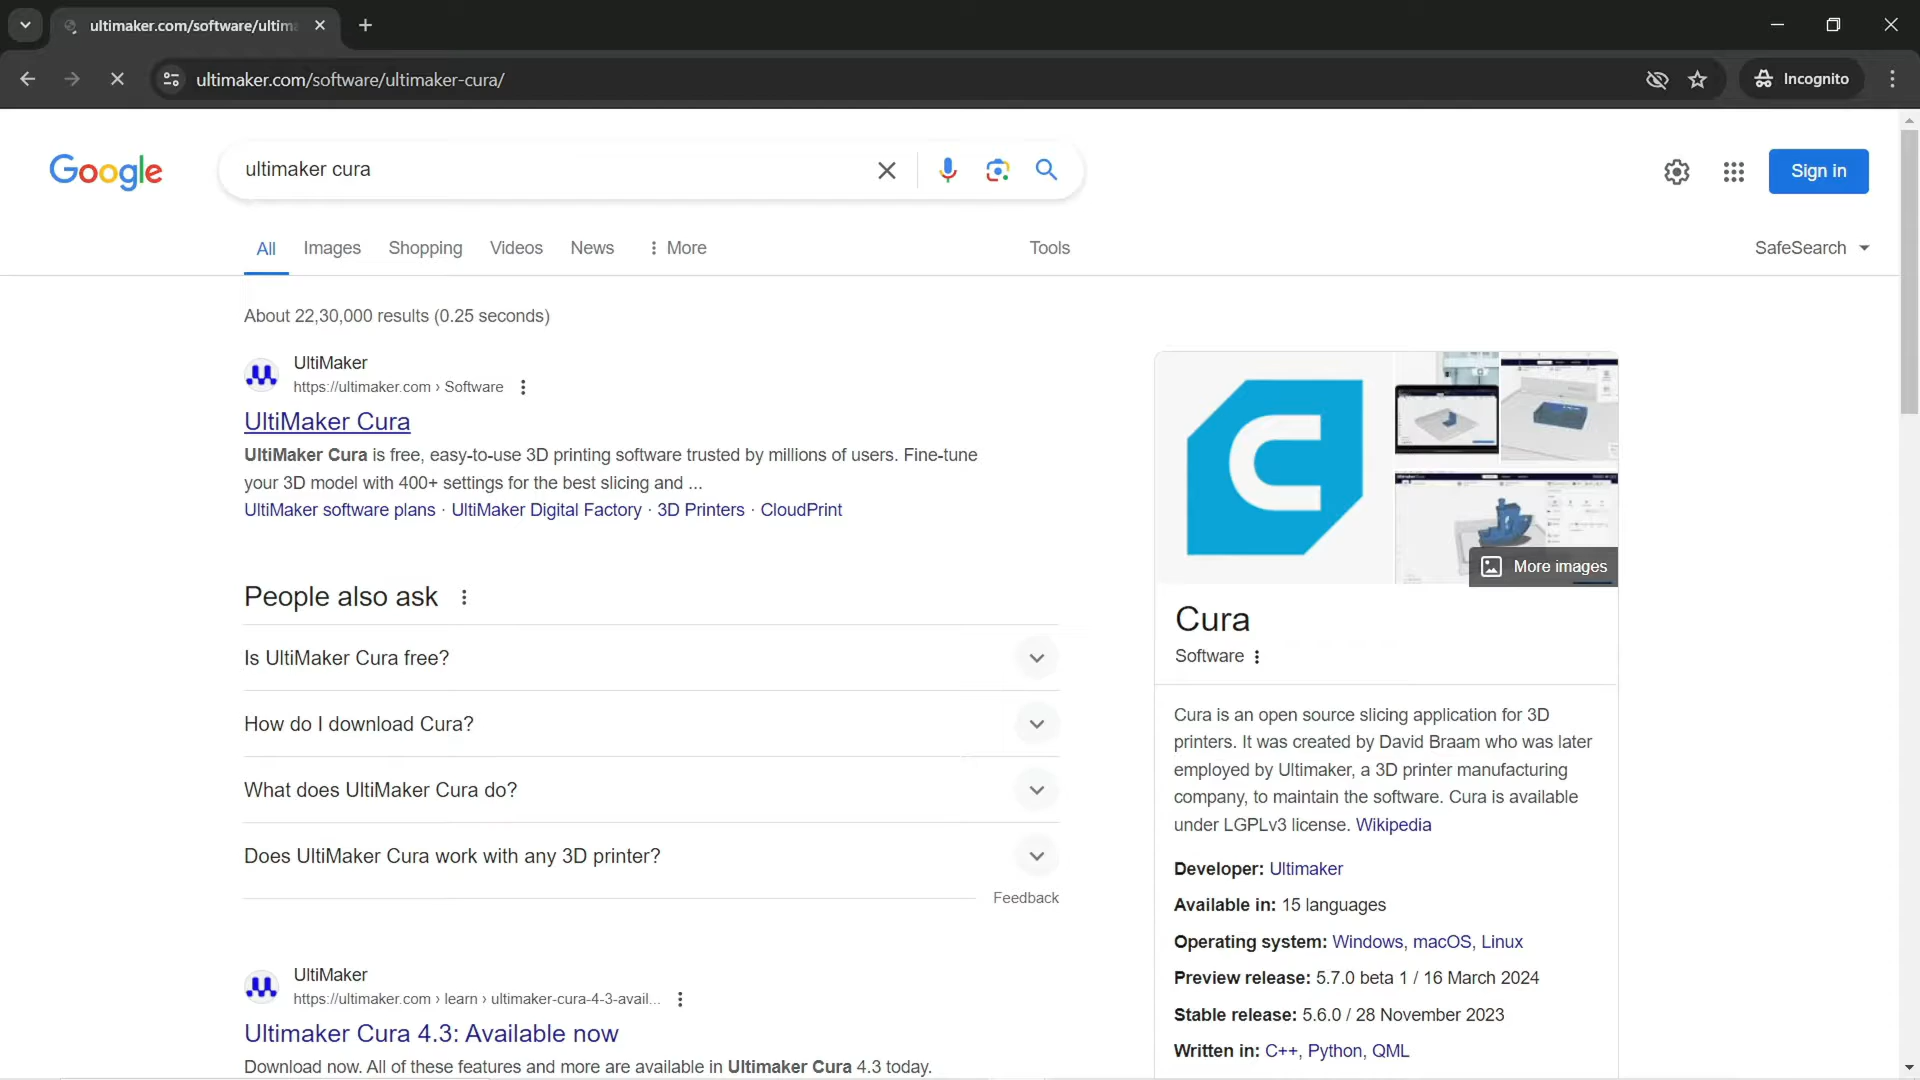 ultimaker.com/software/ultima
ultimaker.com/software/ultimaker-cura/
Incognito
Google
ultimaker cura
Sign in
All
Images
Shopping
Videos
News
More
Tools
SafeSearch
About 22,30,000 results (0.25 seconds)
UltiMaker
https://ultimaker.com › Software
UltiMaker Cura
UltiMaker Cura is free, easy-to-use 3D printing software trusted by millions of users. Fine-tune
your 3D model with 400+ settings for the best slicing and ...
UltiMaker software plans · UltiMaker Digital Factory · 3D Printers · CloudPrint
People also ask
Is UltiMaker Cura free?
How do I download Cura?
What does UltiMaker Cura do?
Does UltiMaker Cura work with any 3D printer?
Feedback
UltiMaker
https://ultimaker.com › learn › ultimaker-cura-4-3-avail...
Ultimaker Cura 4.3: Available now
Download now. All of these features and more are available in Ultimaker Cura 4.3 today.
More images
Cura
Software
Cura is an open source slicing application for 3D
printers. It was created by David Braam who was later
employed by Ultimaker, a 3D printer manufacturing
company, to maintain the software. Cura is available
under LGPLv3 license. Wikipedia
Developer: Ultimaker
Available in: 15 languages
Operating system: Windows, macOS, Linux
Preview release: 5.7.0 beta 1 / 16 March 2024
Stable release: 5.6.0 / 28 November 2023
Written in: C++, Python, QML